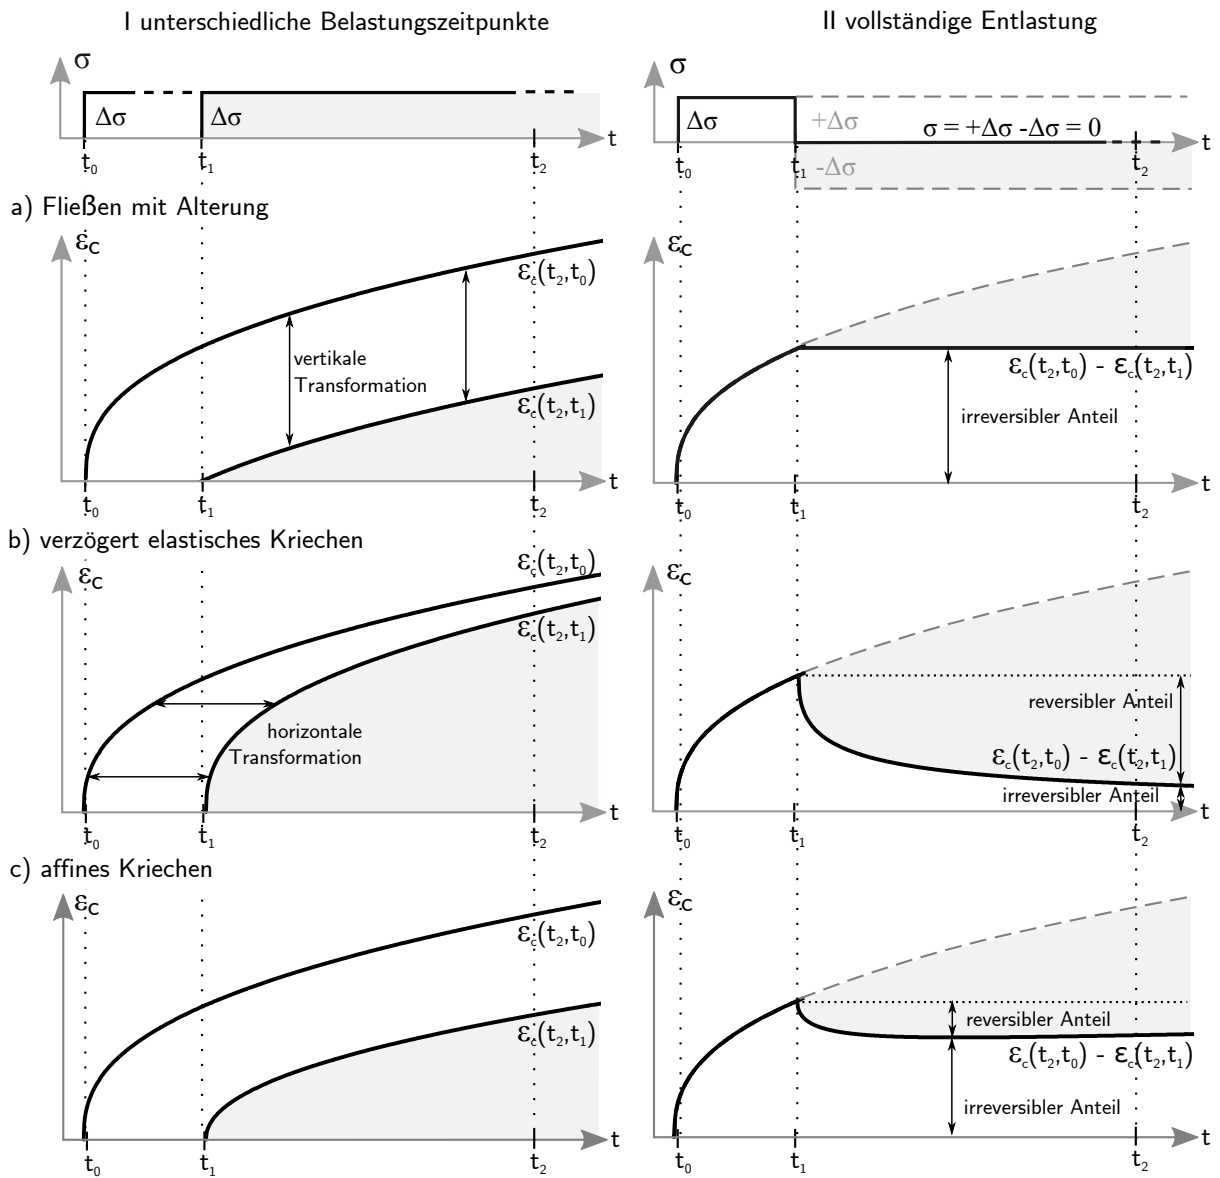 I unterschiedliche Belastungszeitpunkte
II vollständige Entlastung
σ
Δσ
Δσ
t
t₀
t₁
t₂
σ
Δσ
+Δσ
σ = +Δσ -Δσ = 0
t
-Δσ
t₀
t₁
t₂
a) Fließen mit Alterung
εc
εc(t₂,t₀)
vertikale
Transformation
εc(t₂,t₁)
t
t₀
t₁
t₂
εc
εc(t₂,t₀) - εc(t₂,t₁)
irreversibler Anteil
t
t₀
t₁
t₂
b) verzögert elastisches Kriechen
εc
εc(t₂,t₀)
εc(t₂,t₁)
horizontale
Transformation
t
t₀
t₁
t₂
εc
reversibler Anteil
εc(t₂,t₀) - εc(t₂,t₁)
irreversibler Anteil
t
t₀
t₁
t₂
c) affines Kriechen
εc
εc(t₂,t₀)
εc(t₂,t₁)
t
t₀
t₁
t₂
εc
reversibler Anteil
εc(t₂,t₀) - εc(t₂,t₁)
irreversibler Anteil
t
t₀
t₁
t₂